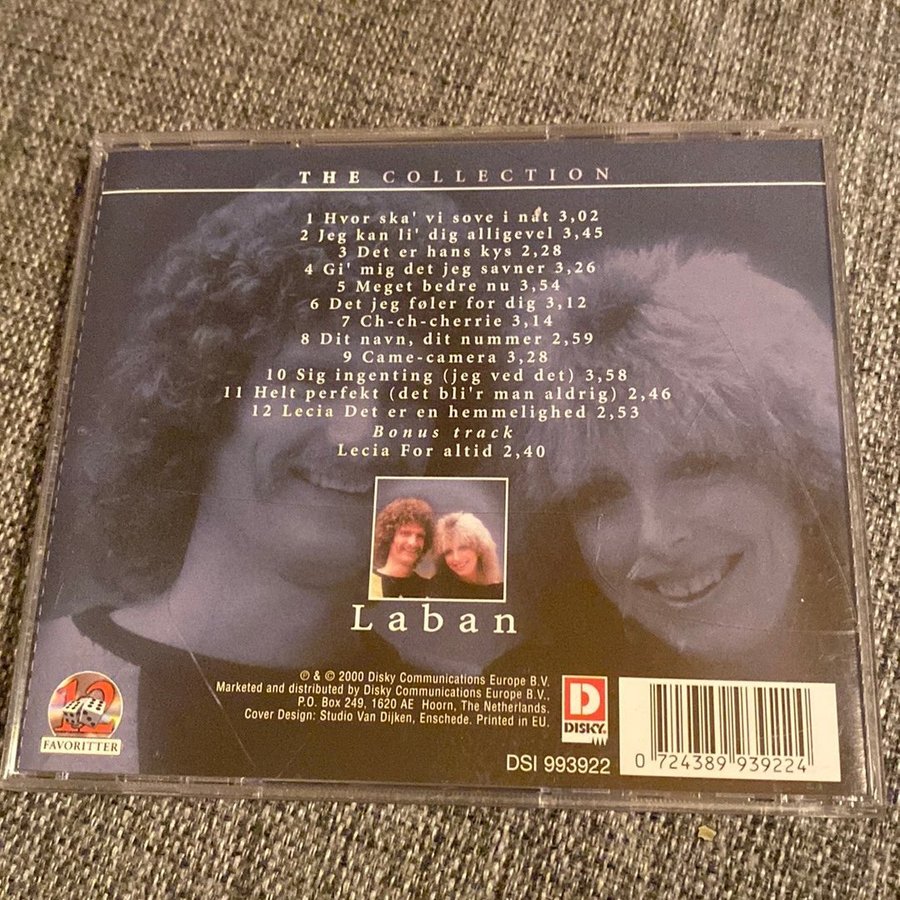 THE COLLECTION
1 Hvor ska' vi sove i nat 3,02
2 Jeg kan li' dig alligevel 3,45
3 Det er hans kys 2,28
4 Gi' mig det jeg savner 3,26
5 Meget bedre nu 3,54
6 Det jeg føler for dig 3,12
7 Ch-ch-cherrie 3,14
8 Dit navn, dit nummer 2,59
9 Came-camera 3,28
10 Sig ingenting (jeg ved det) 3,58
11 Helt perfekt (det bli'r man aldrig) 2,46
12 Lecia Det er en hemmelighed 2,53
Bonus track
Lecia For altid 2,40
Laban
12
FAVORITTER
℗ & © 2000 Disky Communications Europe B.V.
Marketed and distributed by Disky Communications Europe B.V..
P.O. Box 249, 1620 AE Hoorn, The Netherlands.
Cover Design: Studio Van Dijken, Enschede. Printed in EU.
D
DISKY
DSI 993922
0 724389 939224